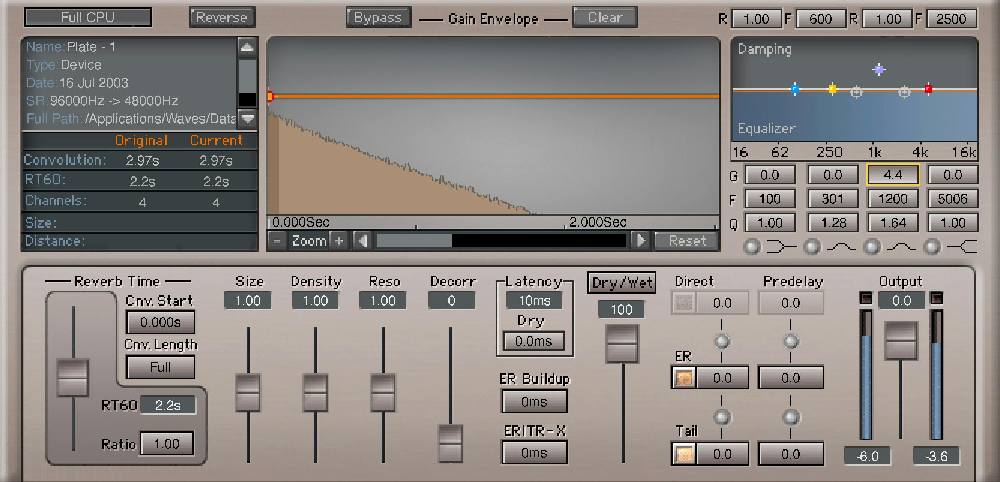 Full CPU Reverse Bypass Gain Envelope Clear R 1.00 F 600 R 1.00 F 2500
Name: Plate - 1
Type: Device
Date: 16 Jul 2003
SR: 96000Hz -> 48000Hz
Full Path: /Applications/Waves/Data
Original Current
Convolution: 2.97s 2.97s
RT60: 2.2s 2.2s
Channels: 4 4
Size:
Distance:
0.000Sec 2.000Sec
- Zoom + Reset
Damping
Equalizer
16 62 250 1k 4k 16k
G 0.0 0.0 4.4 0.0
F 100 301 1200 5006
Q 1.00 1.28 1.64 1.00
Reverb Time
Cnv. Start
0.000s
Cnv. Length
Full
RT60 2.2s
Ratio 1.00
Size
1.00
Density
1.00
Reso
1.00
Decorr
0
Latency
10ms
Dry
0.0ms
ER Buildup
0ms
ER|TR-X
0ms
Dry/Wet
100
Direct Predelay
0.0 0.0
ER
0.0 0.0
Tail
0.0 0.0
Output
0.0
-6.0 -3.6